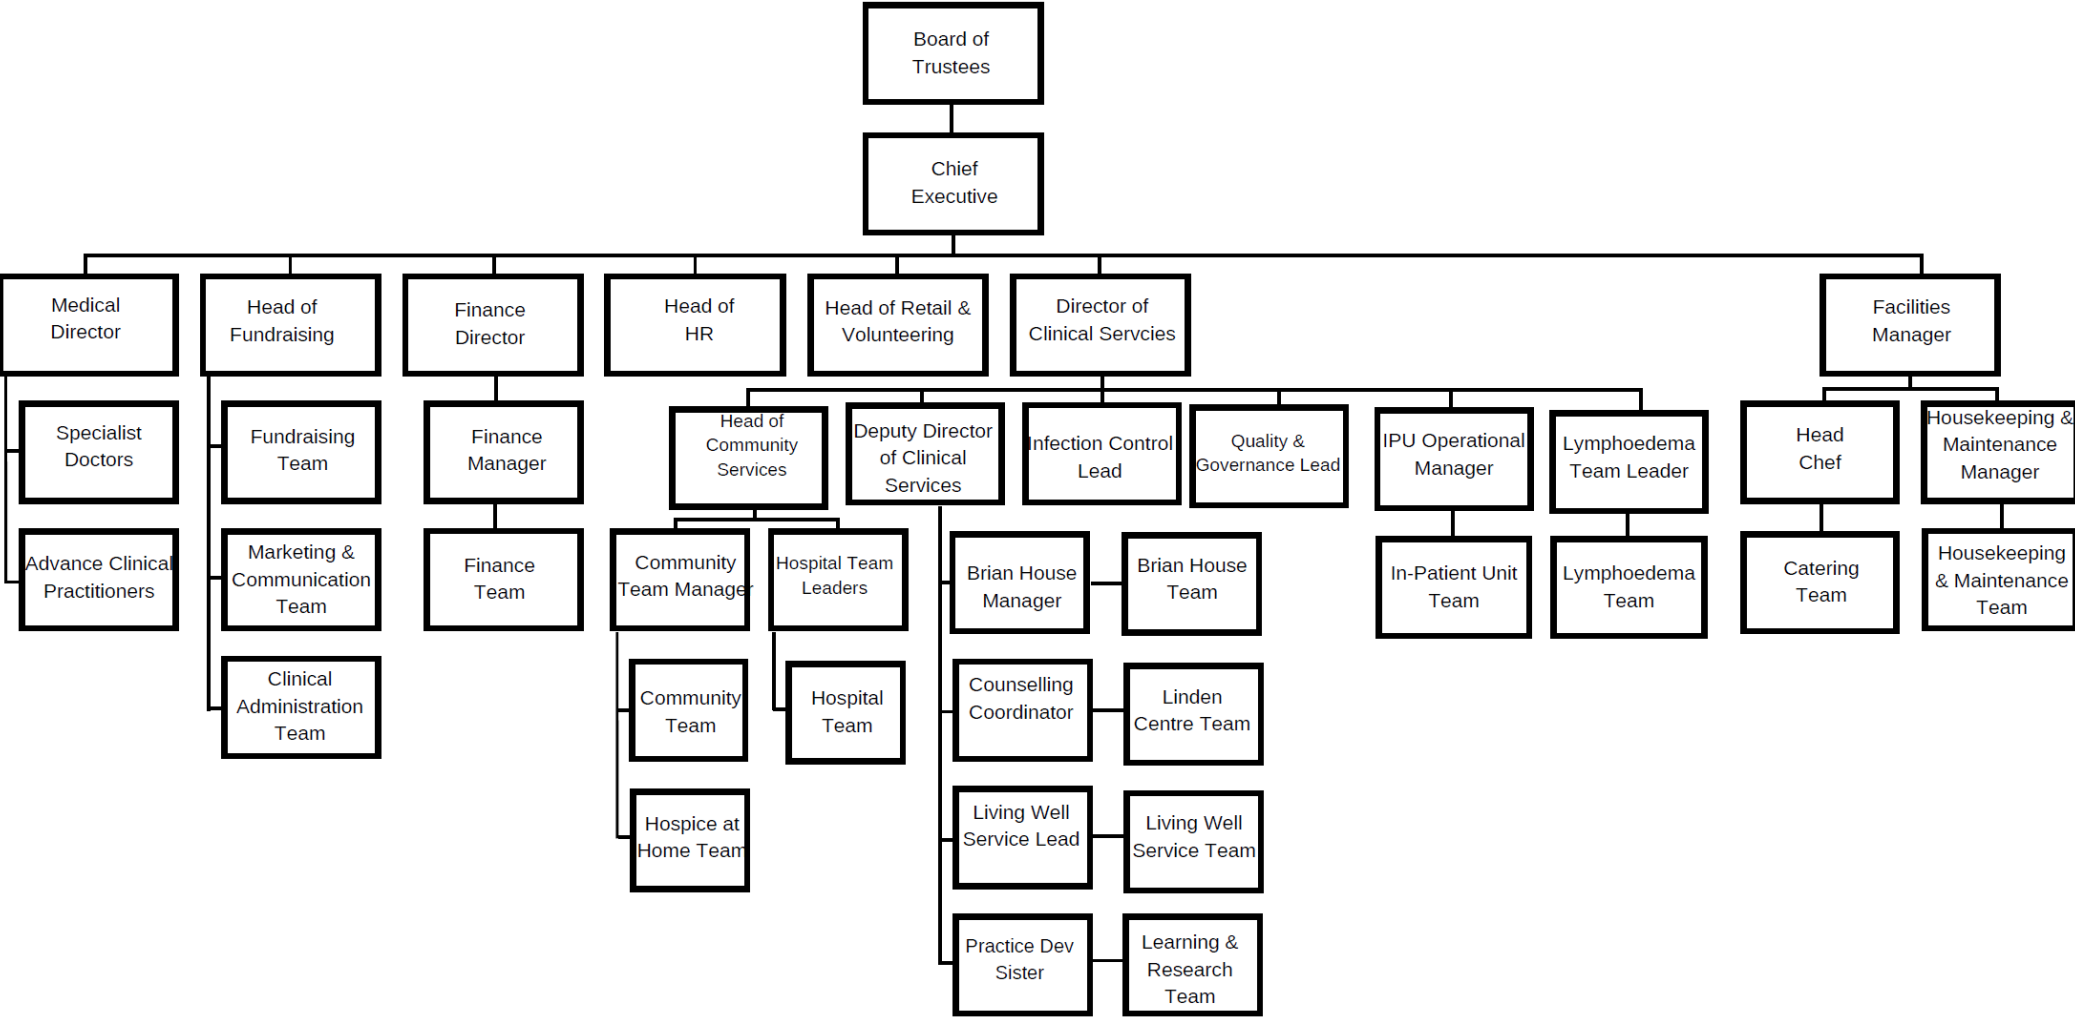 Board of
Trustees
Chief
Executive
Medical
Director
Head of
Fundraising
Finance
Director
Head of
HR
Head of Retail &
Volunteering
Director of
Clinical Servcies
Facilities
Manager
Specialist
Doctors
Fundraising
Team
Finance
Manager
Head of
Community
Services
Deputy Director
of Clinical
Services
Infection Control
Lead
Quality &
Governance Lead
IPU Operational
Manager
Lymphoedema
Team Leader
Head
Chef
Housekeeping &
Maintenance
Manager
Advance Clinical
Practitioners
Marketing &
Communication
Team
Finance
Team
Community
Team Manager
Hospital Team
Leaders
Brian House
Manager
Brian House
Team
In-Patient Unit
Team
Lymphoedema
Team
Catering
Team
Housekeeping
& Maintenance
Team
Clinical
Administration
Team
Community
Team
Hospital
Team
Counselling
Coordinator
Linden
Centre Team
Hospice at
Home Team
Living Well
Service Lead
Living Well
Service Team
Practice Dev
Sister
Learning &
Research
Team